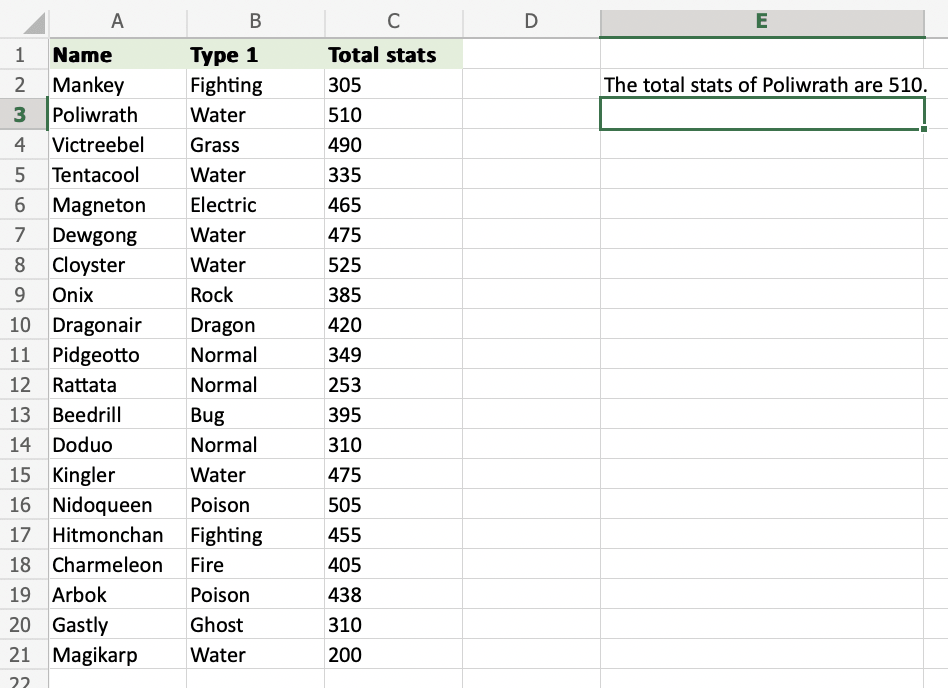 A B C D E
1 Name Type 1 Total stats
2 Mankey Fighting 305 The total stats of Poliwrath are 510.
3 Poliwrath Water 510
4 Victreebel Grass 490
5 Tentacool Water 335
6 Magneton Electric 465
7 Dewgong Water 475
8 Cloyster Water 525
9 Onix Rock 385
10 Dragonair Dragon 420
11 Pidgeotto Normal 349
12 Rattata Normal 253
13 Beedrill Bug 395
14 Doduo Normal 310
15 Kingler Water 475
16 Nidoqueen Poison 505
17 Hitmonchan Fighting 455
18 Charmeleon Fire 405
19 Arbok Poison 438
20 Gastly Ghost 310
21 Magikarp Water 200
22